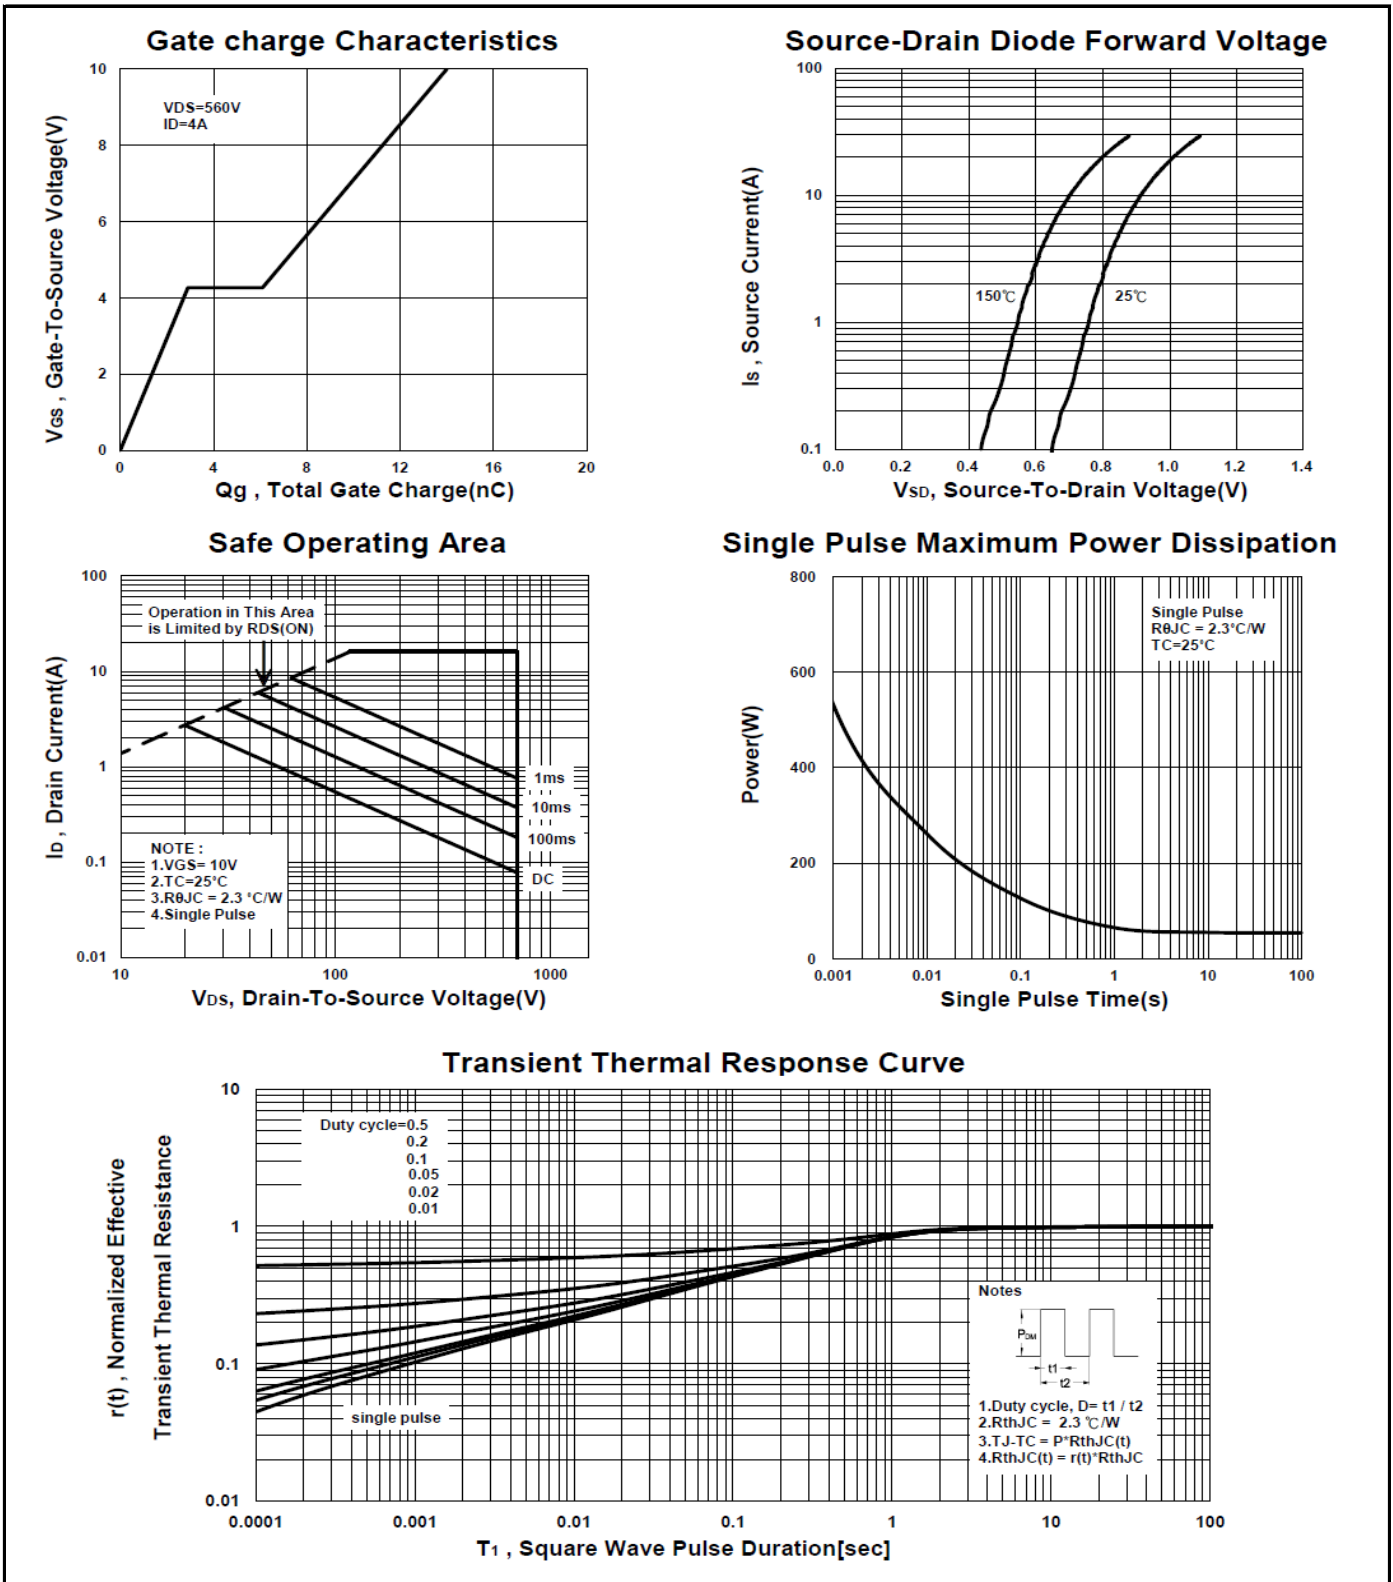 Gate charge Characteristics
10
8
6
4
2
0
VDS=560V
ID=4A
VGS , Gate-To-Source Voltage(V)
0 4 8 12 16 20
Qg , Total Gate Charge(nC)
Source-Drain Diode Forward Voltage
100
10
1
0.1
IS , Source Current(A)
150℃ 25℃
0.0 0.2 0.4 0.6 0.8 1.0 1.2 1.4
VSD, Source-To-Drain Voltage(V)
Safe Operating Area
100
10
1
0.1
0.01
ID , Drain Current(A)
Operation in This Area
is Limited by RDS(ON)
1ms
10ms
100ms
DC
NOTE :
1.VGS= 10V
2.TC=25°C
3.RθJC = 2.3 °C/W
4.Single Pulse
10 100 1000
VDS, Drain-To-Source Voltage(V)
Single Pulse Maximum Power Dissipation
800
600
400
200
0
Power(W)
Single Pulse
RθJC = 2.3°C/W
TC=25°C
0.001 0.01 0.1 1 10 100
Single Pulse Time(s)
Transient Thermal Response Curve
10
1
0.1
0.01
r(t) , Normalized Effective
Transient Thermal Resistance
Duty cycle=0.5
0.2
0.1
0.05
0.02
0.01
single pulse
Notes
PDM
t1
t2
1.Duty cycle, D= t1 / t2
2.RthJC = 2.3 ℃/W
3.TJ-TC = P*RthJC(t)
4.RthJC(t) = r(t)*RthJC
0.0001 0.001 0.01 0.1 1 10 100
T1 , Square Wave Pulse Duration[sec]